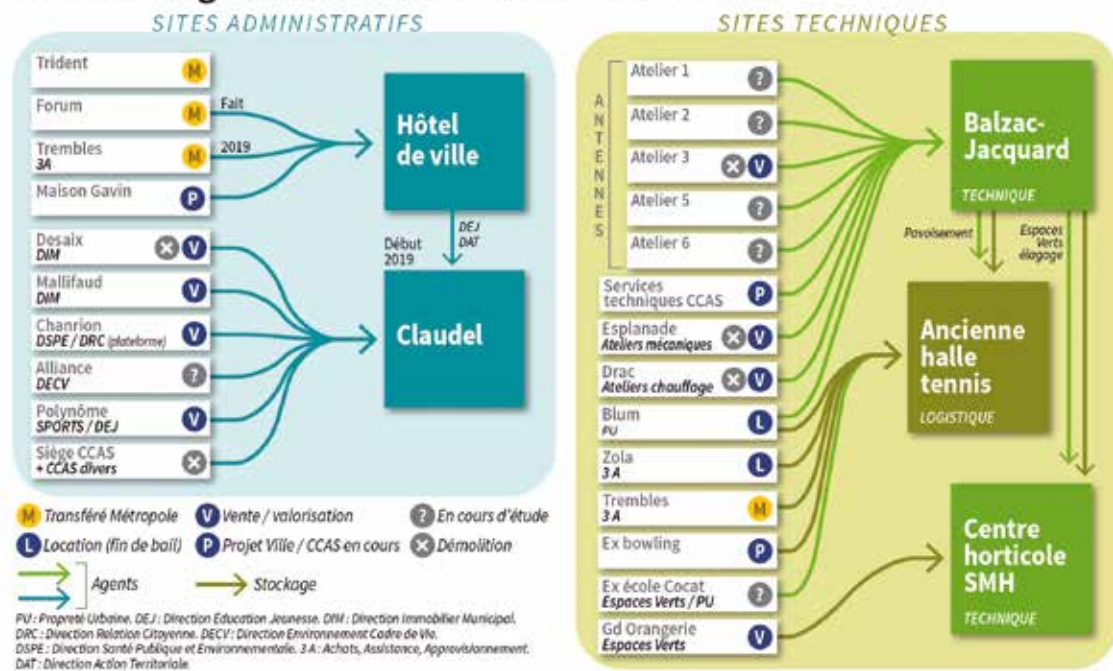 SITES ADMINISTRATIFS
Trident
M
Forum
M
Fait
Trembles
3A
M
2019
Maison Gavin
P
Hôtel
de ville
Début
2019
DEJ
DAT
Desaix
DIM
V
Mallifaud
DIM
V
Chanrion
DSPE / DRC (plateforme)
V
Alliance
DECV
?
Polynôme
SPORTS / DEJ
V
Siège CCAS
+ CCAS divers
Claudel
M Transféré Métropole
V Vente / valorisation
? En cours d'étude
L Location (fin de bail)
P Projet Ville / CCAS en cours
Démolition
Agents
Stockage
PU : Propreté Urbaine. DEJ : Direction Education Jeunesse. DIM : Direction Immobilier Municipal.
DRC : Direction Relation Citoyenne. DECV : Direction Environnement Cadre de Vie.
DSPE : Direction Santé Publique et Environnementale. 3 A : Achats, Assistance, Approvisionnement.
DAT : Direction Action Territoriale.
SITES TECHNIQUES
ANTENNES
Atelier 1
?
Atelier 2
?
Atelier 3
V
Atelier 5
?
Atelier 6
?
Services
techniques CCAS
P
Esplanade
Ateliers mécaniques
V
Drac
Ateliers chauffage
V
Blum
PU
L
Zola
3 A
L
Trembles
3 A
M
Ex bowling
P
Ex école Cocat
Espaces Verts / PU
?
Gd Orangerie
Espaces Verts
V
Balzac-
Jacquard
TECHNIQUE
Pavoisement
Espaces
Verts
élagage
Ancienne
halle
tennis
LOGISTIQUE
Centre
horticole
SMH
TECHNIQUE